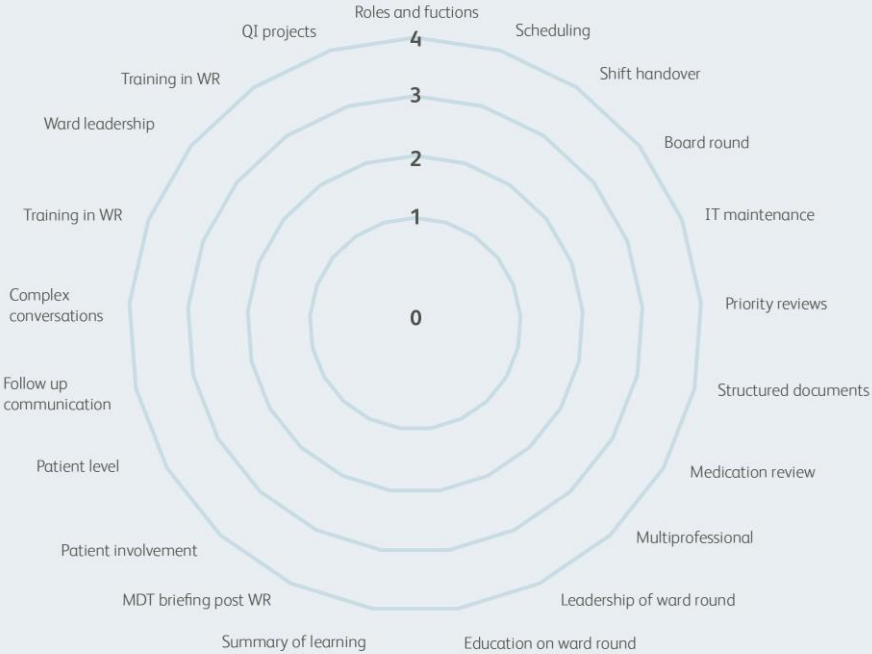 Roles and fuctions
QI projects
Scheduling
4
Training in WR
Shift handover
3
Ward leadership
Board round
2
Training in WR
1
IT maintenance
Complex
conversations
0
Priority reviews
Follow up
communication
Structured documents
Patient level
Medication review
Patient involvement
Multiprofessional
MDT briefing post WR
Leadership of ward round
Summary of learning
Education on ward round